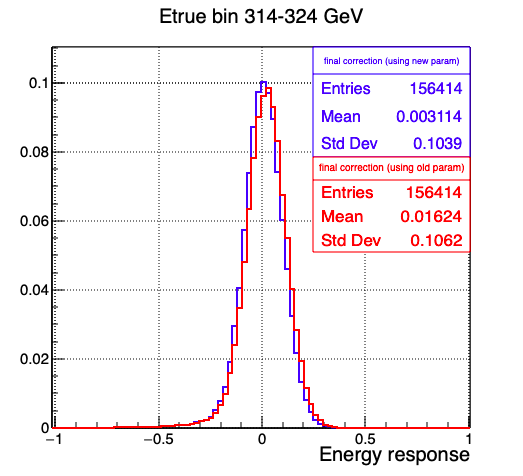 Etrue bin 314-324 GeV
final correction (using new param)
Entries 156414
Mean 0.003114
Std Dev 0.1039
final correction (using old param)
Entries 156414
Mean 0.01624
Std Dev 0.1062
0.1
0.08
0.06
0.04
0.02
0
−1 −0.5 0 0.5 1
Energy response